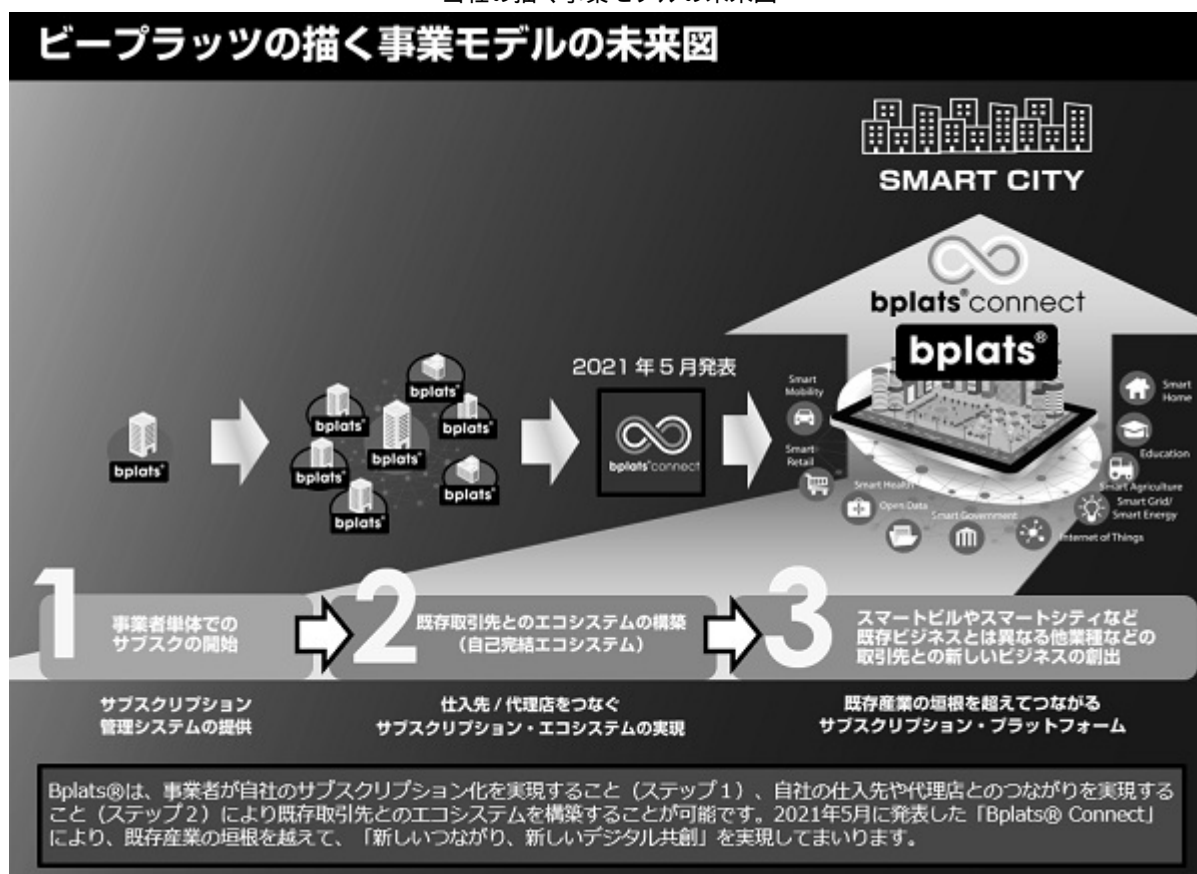 ビープラッツの描く事業モデルの未来図
SMART CITY
bplats® connect
bplats®
2021年5月発表
bplats®
bplats®
bplats®
bplats®
bplats®
bplats®
bplats®
bplats®
bplats® connect
Smart
Mobility
Smart
Retail
Smart Health
Open Data
Smart Government
Internet of Things
Smart Grid/
Smart Energy
Smart Agriculture
Education
Smart
Home
1
事業者単体での
サブスクの開始
2
既存取引先とのエコシステムの構築
(自己完結エコシステム)
3
スマートビルやスマートシティなど
既存ビジネスとは異なる他業種などの
取引先との新しいビジネスの創出
サブスクリプション
管理システムの提供
仕入先 / 代理店をつなぐ
サブスクリプション・エコシステムの実現
既存産業の垣根を超えてつながる
サブスクリプション・プラットフォーム
Bplats®は、事業者が自社のサブスクリプション化を実現すること（ステップ１）、自社の仕入先や代理店とのつながりを実現する
こと（ステップ２）により既存取引先とのエコシステムを構築することが可能です。2021年5月に発表した「Bplats® Connect」
により、既存産業の垣根を越えて、「新しいつながり、新しいデジタル共創」を実現してまいります。